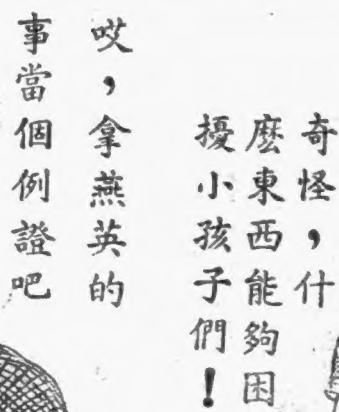 奇怪，什
麽東西能夠困
擾小孩子們！
哎，拿燕英的
事當個例證吧